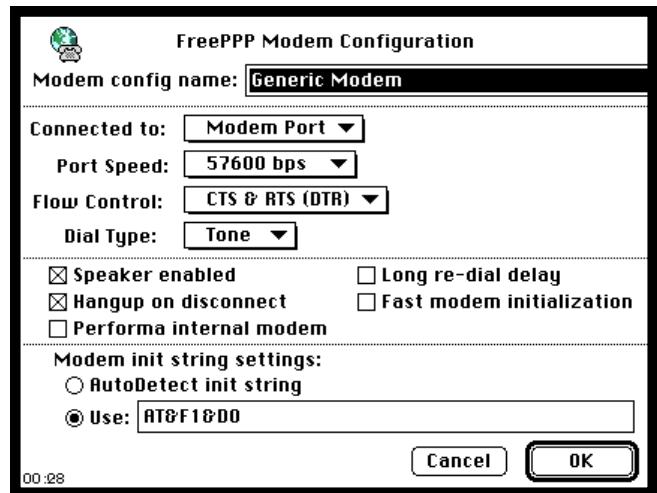 FreePPP Modem Configuration
Modem config name: Generic Modem
Connected to: Modem Port
Port Speed: 57600 bps
Flow Control: CTS & RTS (DTR)
Dial Type: Tone
Speaker enabled
Long re-dial delay
Hangup on disconnect
Fast modem initialization
Performa internal modem
Modem init string settings:
AutoDetect init string
Use: AT&F1&D0
Cancel OK
00:28